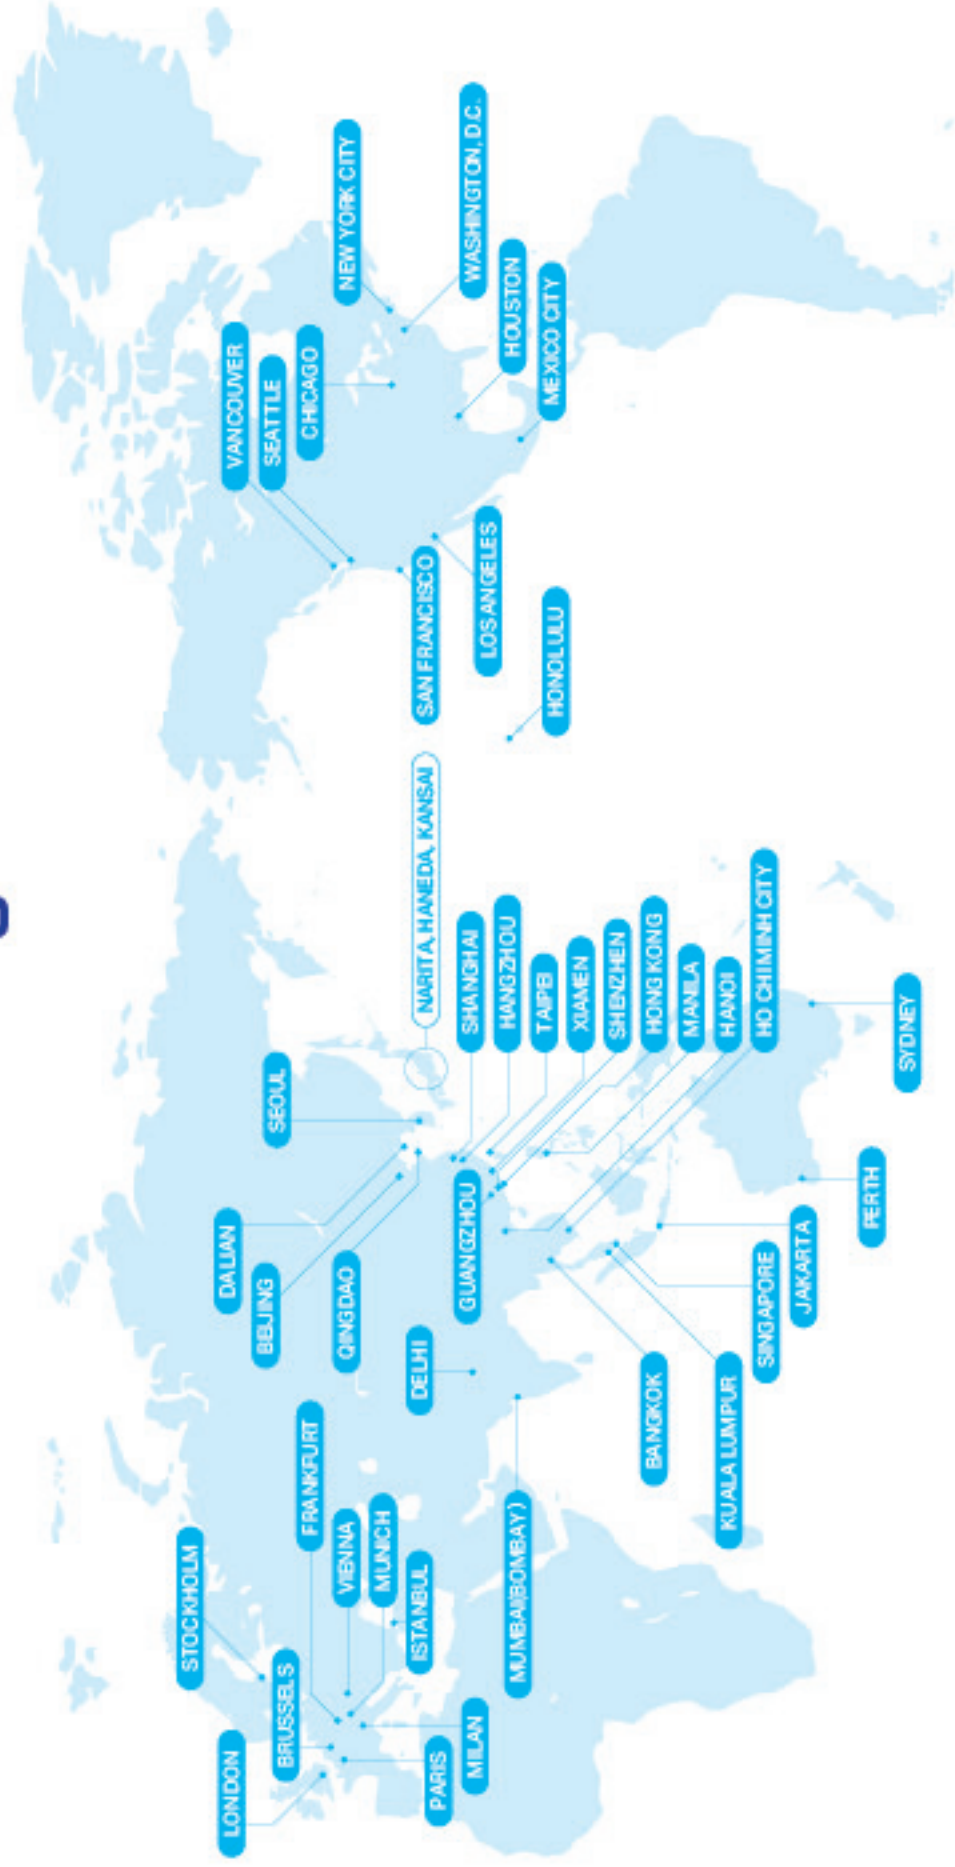 STOCKHOLM
LONDON
BRUSSELS
FRANKFURT
VIENNA
MUNICH
ISTANBUL
PARIS
MILAN
MUMBAI(BOMBAY)
DELHI
DALIAN
BEIJING
QINGDAO
SEOUL
GUANGZHOU
NARITA, HANEDA, KANSAI
SHANGHAI
HANGZHOU
TAIPEI
XIAMEN
SHENZHEN
HONG KONG
MANILA
HANOI
HO CHI MINH CITY
BANGKOK
KUALA LUMPUR
SINGAPORE
JAKARTA
PERTH
SYDNEY
VANCOUVER
SEATTLE
CHICAGO
NEW YORK CITY
WASHINGTON, D.C.
SAN FRANCISCO
LOS ANGELES
HOUSTON
MEXICO CITY
HONOLULU